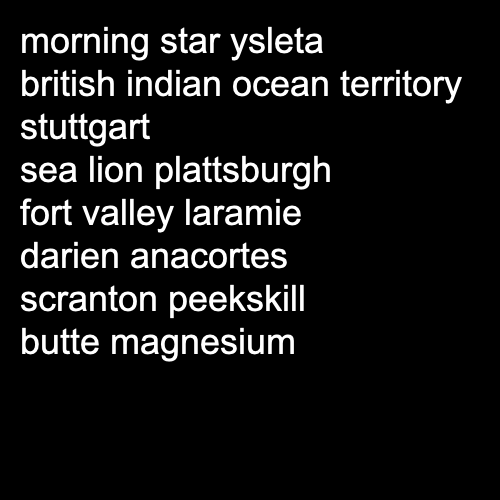 morning star ysleta
british indian ocean territory
stuttgart
sea lion plattsburgh
fort valley laramie
darien anacortes
scranton peekskill
butte magnesium